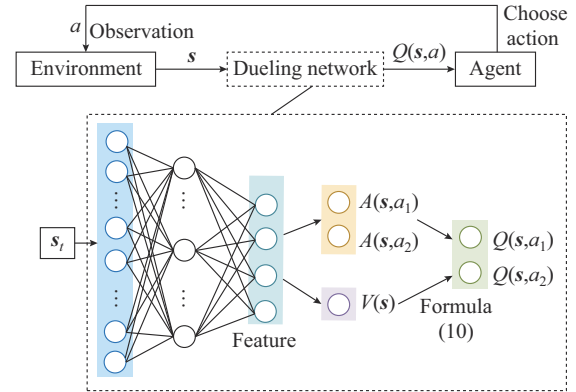 Choose
action
a
Observation
Environment
s
Dueling network
Q(s,a)
Agent
s_t
A(s,a_1)
A(s,a_2)
V(s)
Q(s,a_1)
Q(s,a_2)
Feature
Formula
(10)